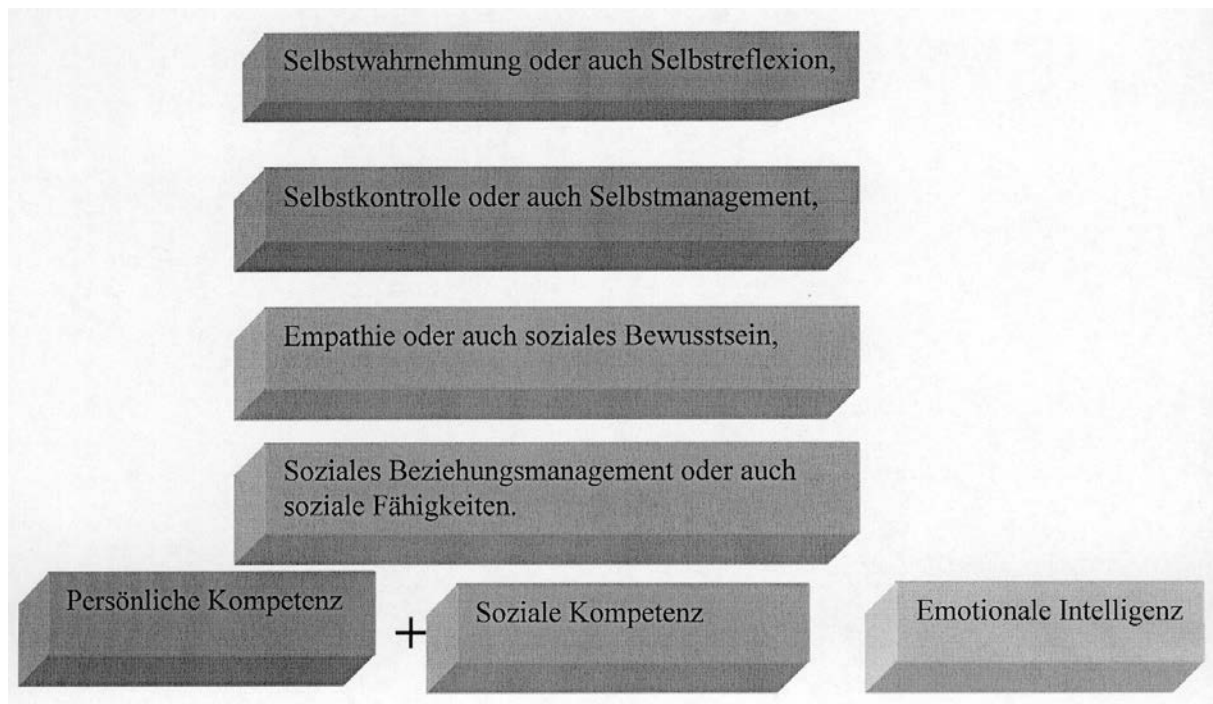 Selbstwahrnehmung oder auch Selbstreflexion,
Selbstkontrolle oder auch Selbstmanagement,
Empathie oder auch soziales Bewusstsein,
Soziales Beziehungsmanagement oder auch
soziale Fähigkeiten.
Persönliche Kompetenz + Soziale Kompetenz Emotionale Intelligenz